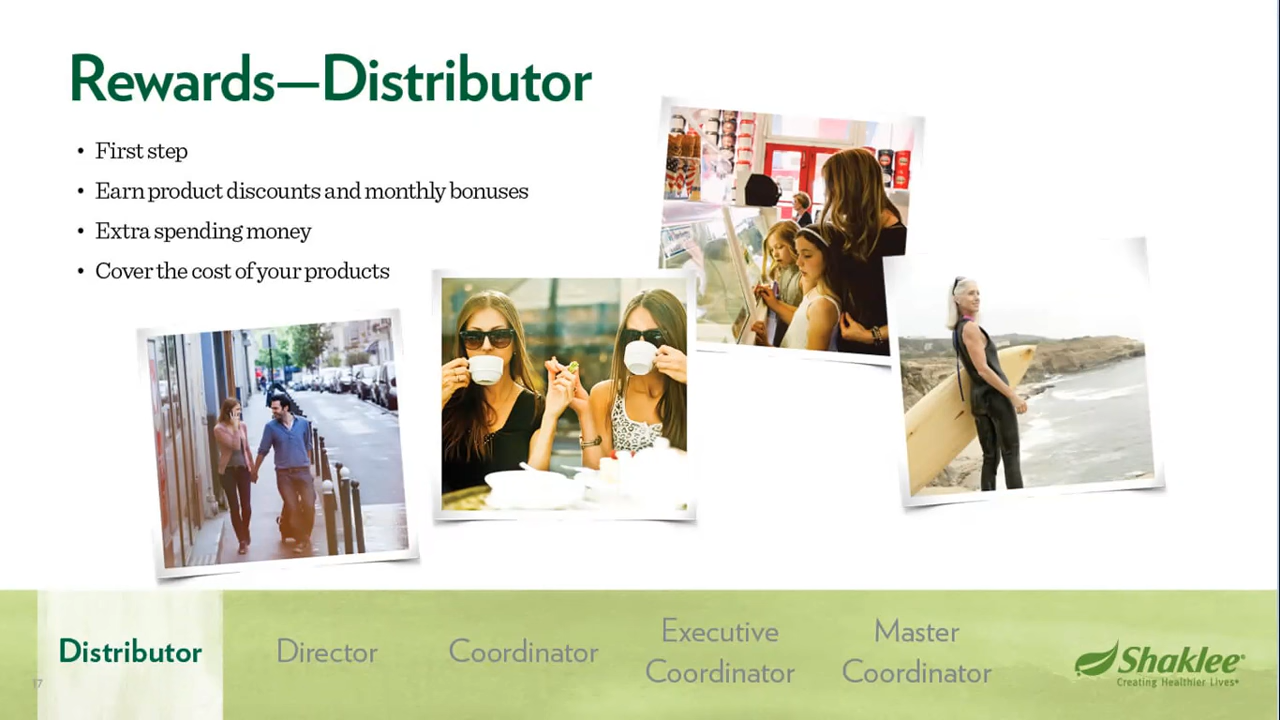 Rewards—Distributor
• First step
• Earn product discounts and monthly bonuses
• Extra spending money
• Cover the cost of your products
Distributor
Director
Coordinator
Executive
Coordinator
Master
Coordinator
Shaklee®
Creating Healthier Lives®
17